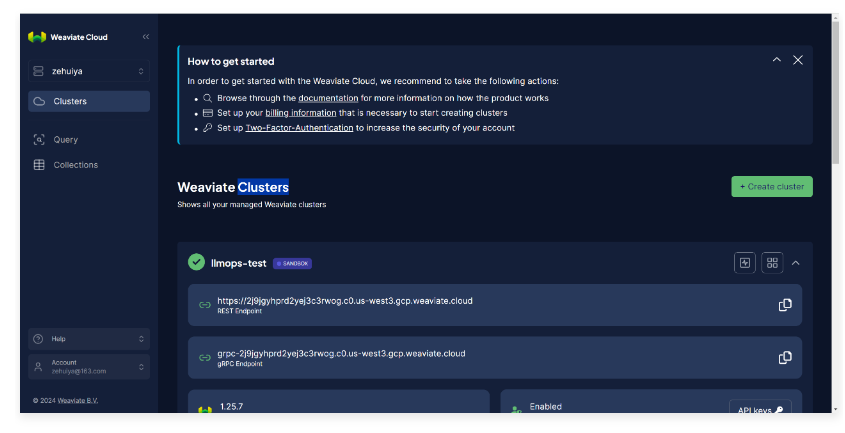 Weaviate Cloud
zehuiya
Clusters
Query
Collections
Help
Account
zehuiya@163.com
© 2024 Weaviate B.V.
How to get started
In order to get started with the Weaviate Cloud, we recommend to take the following actions:
Browse through the documentation for more information on how the product works
Set up your billing information that is necessary to start creating clusters
Set up Two-Factor-Authentication to increase the security of your account
Weaviate Clusters
Shows all your managed Weaviate clusters
+ Create cluster
llmops-test
SANDBOX
https://2j9jgyhprd2yej3c3rwog.c0.us-west3.gcp.weaviate.cloud
REST Endpoint
grpc-2j9jgyhprd2yej3c3rwog.c0.us-west3.gcp.weaviate.cloud
gRPC Endpoint
1.25.7
Enabled
API keys